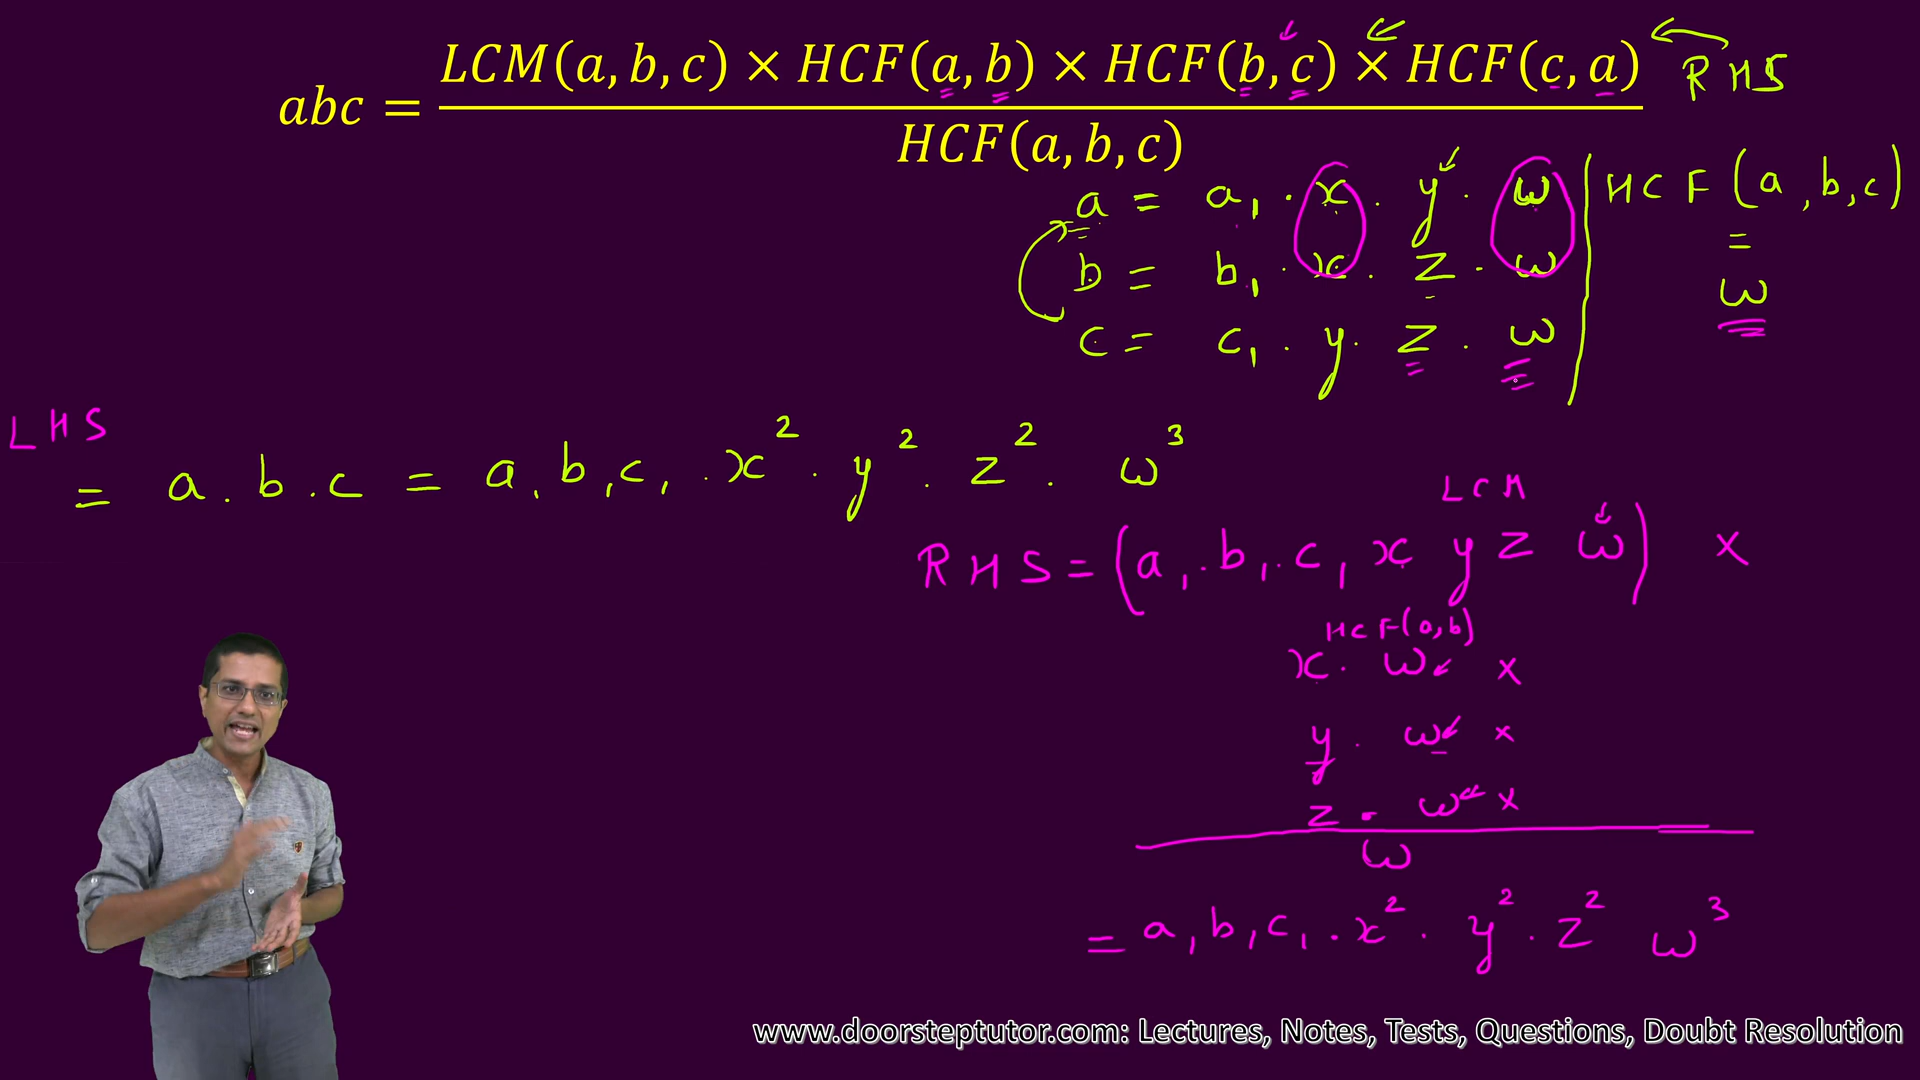 abc = LCM(a, b, c) × HCF(a, b) × HCF(b, c) × HCF(c, a) / HCF(a, b, c)
RHS
a = a₁ . x . y . ω
b = b₁ . x . z . ω
c = c₁ . y . z . ω
HCF (a, b, c)
=
ω
LHS
= a . b . c = a₁ b₁ c₁ . x² . y² . z² . ω³
LCM
RHS = (a₁ . b₁ . c₁ x y z ω) ×
HCF(a,b)
x . ω ×
y . ω ×
z . ω ×
ω
= a₁ b₁ c₁ . x² . y² . z² ω³
www.doorsteptutor.com: Lectures, Notes, Tests, Questions, Doubt Resolution